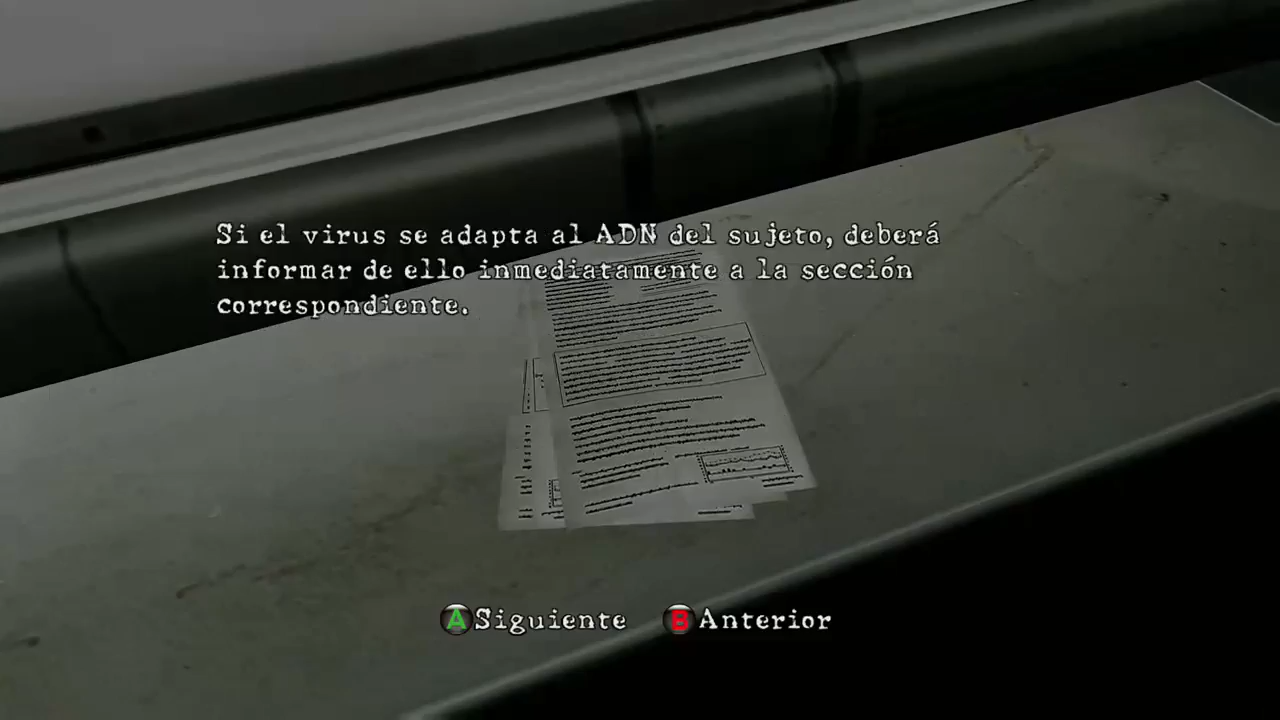 Si el virus se adapta al ADN del sujeto, deberá
informar de ello inmediatamente a la sección
correspondiente.
A Siguiente B Anterior